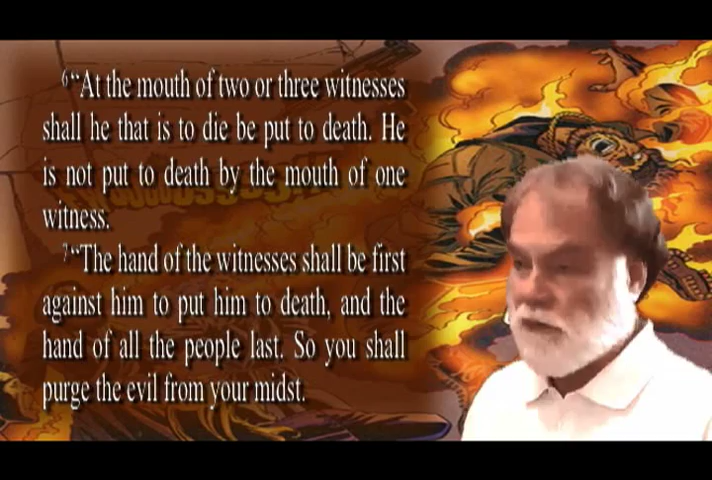 6“At the mouth of two or three witnesses
shall he that is to die be put to death. He
is not put to death by the mouth of one
witness.
7“The hand of the witnesses shall be first
against him to put him to death, and the
hand of all the people last. So you shall
purge the evil from your midst.